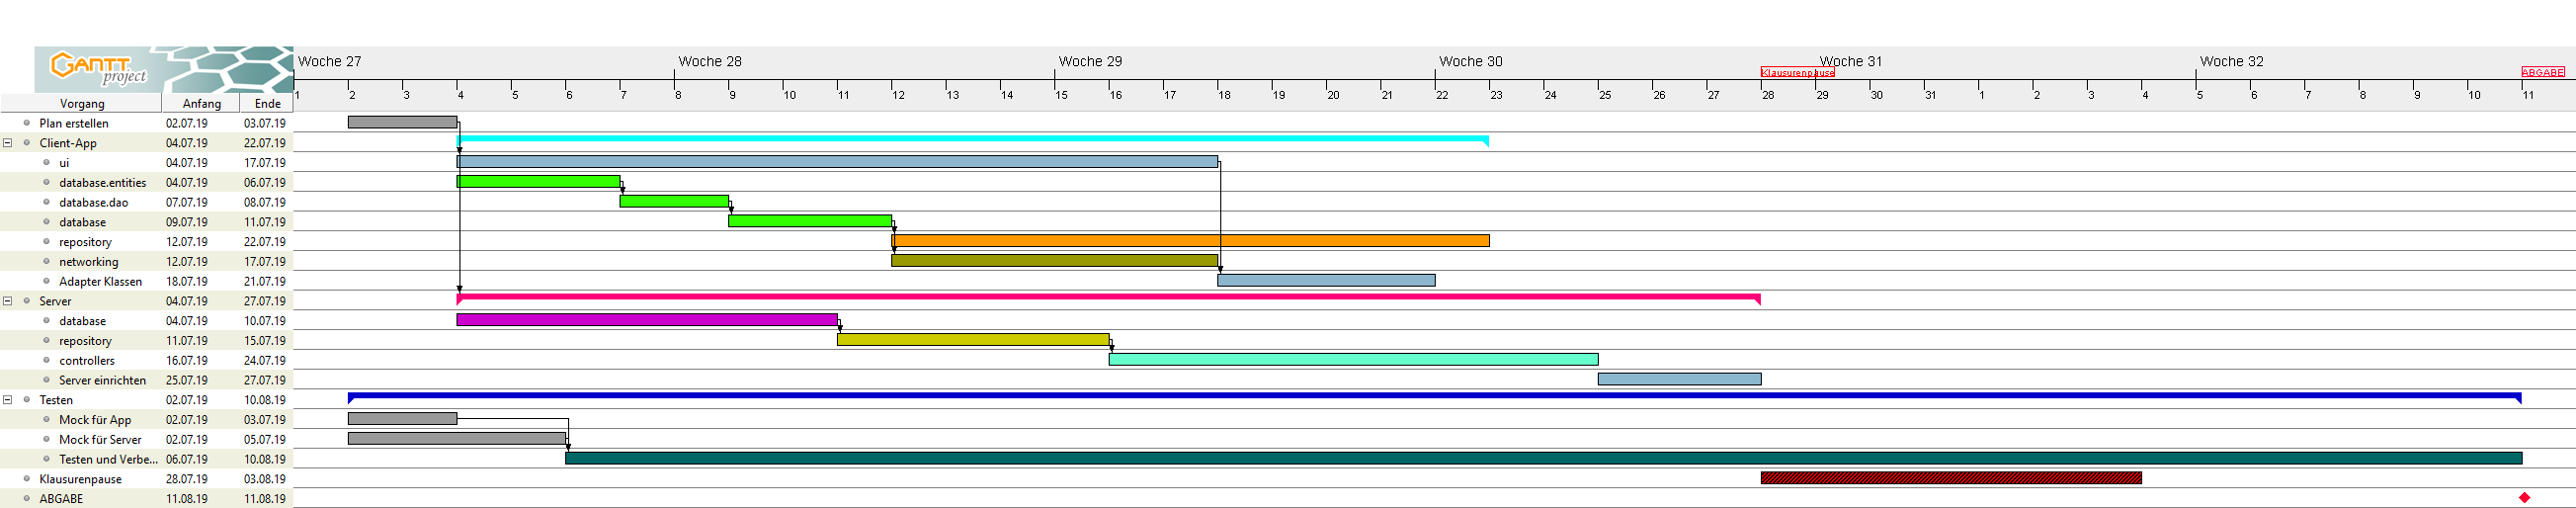 GANTT project
Woche 27 Woche 28 Woche 29 Woche 30 Woche 31 Woche 32
Klausurenpause ABGABE
Vorgang Anfang Ende
1 2 3 4 5 6 7 8 9 10 11 12 13 14 15 16 17 18 19 20 21 22 23 24 25 26 27 28 29 30 31 1 2 3 4 5 6 7 8 9 10 11
Plan erstellen 02.07.19 03.07.19
Client-App 04.07.19 22.07.19
ui 04.07.19 17.07.19
database.entities 04.07.19 06.07.19
database.dao 07.07.19 08.07.19
database 09.07.19 11.07.19
repository 12.07.19 22.07.19
networking 12.07.19 17.07.19
Adapter Klassen 18.07.19 21.07.19
Server 04.07.19 27.07.19
database 04.07.19 10.07.19
repository 11.07.19 15.07.19
controllers 16.07.19 24.07.19
Server einrichten 25.07.19 27.07.19
Testen 02.07.19 10.08.19
Mock für App 02.07.19 03.07.19
Mock für Server 02.07.19 05.07.19
Testen und Verbe... 06.07.19 10.08.19
Klausurenpause 28.07.19 03.08.19
ABGABE 11.08.19 11.08.19